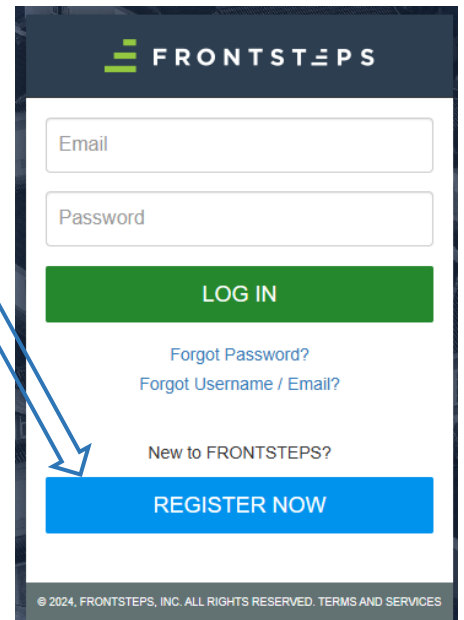 FRONTSTEPS
Email
Password
LOG IN
Forgot Password?
Forgot Username / Email?
New to FRONTSTEPS?
REGISTER NOW
© 2024, FRONTSTEPS, INC. ALL RIGHTS RESERVED. TERMS AND SERVICES